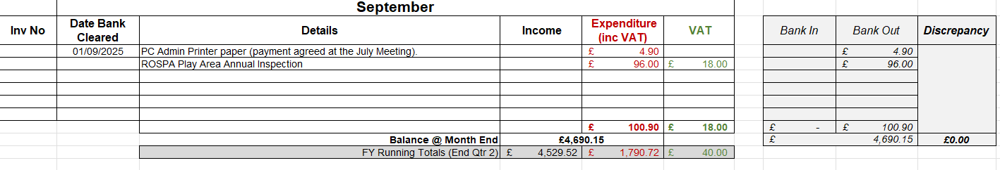 September
Inv No Date Bank Cleared Details Income Expenditure (inc VAT) VAT Bank In Bank Out Discrepancy
01/09/2025 PC Admin Printer paper (payment agreed at the July Meeting). £ 4.90 £ 4.90
ROSPA Play Area Annual Inspection £ 96.00 £ 18.00 £ 96.00
£ 100.90 £ 18.00 £ - £ 100.90
Balance @ Month End £4,690.15 £ 4,690.15 £0.00
FY Running Totals (End Qtr 2) £ 4,529.52 £ 1,790.72 £ 40.00